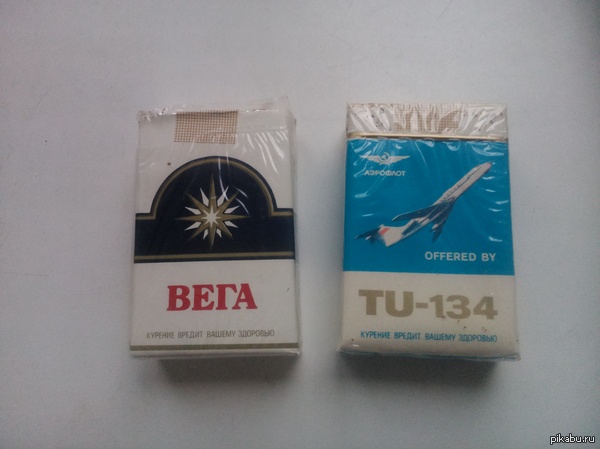 ВЕГА
КУРЕНИЕ ВРЕДИТ ВАШЕМУ ЗДОРОВЬЮ
АЭРОФЛОТ
OFFERED BY
TU-134
КУРЕНИЕ ВРЕДИТ ВАШЕМУ ЗДОРОВЬЮ
pikabu.ru